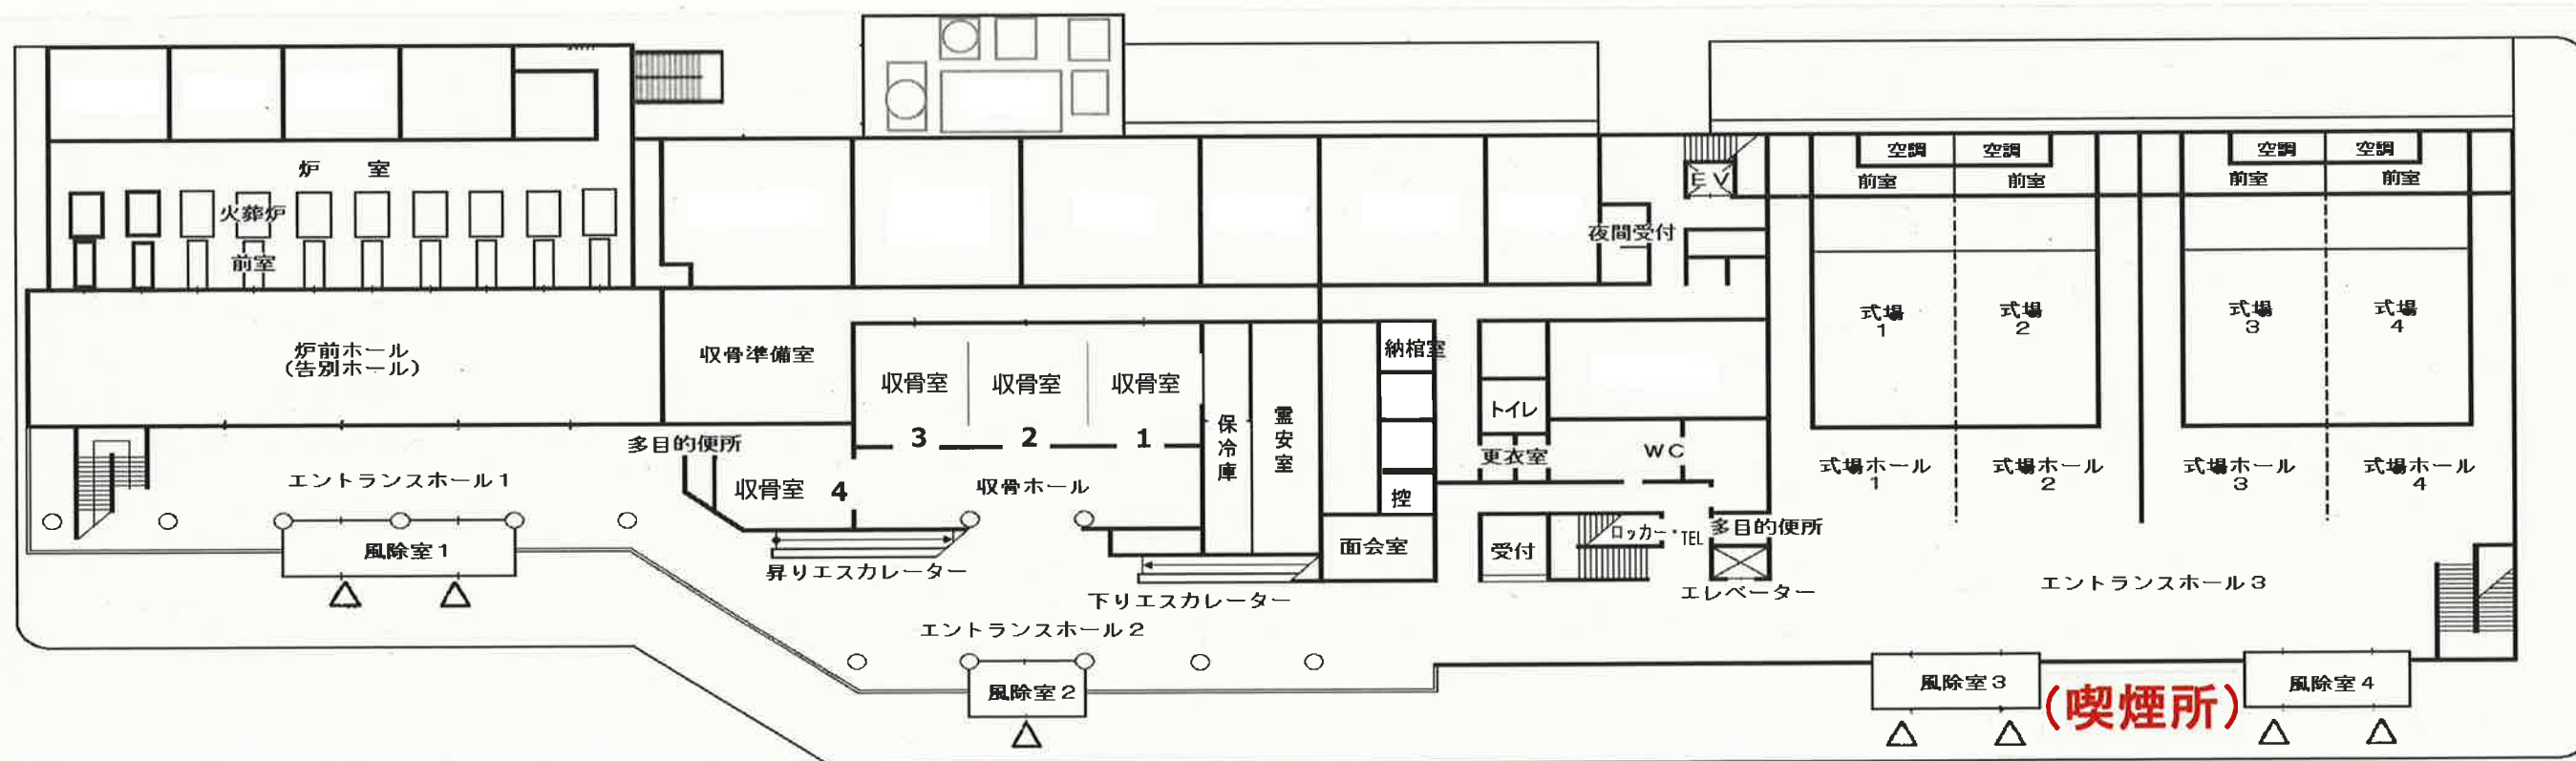 炉　室
火葬炉
前室
炉前ホール
(告別ホール)
収骨準備室
エントランスホール1
風除室1
多目的便所
収骨室 4
収骨室
3
収骨室
2
収骨室
1
収骨ホール
保冷庫
霊安室
昇りエスカレーター
下りエスカレーター
エントランスホール2
風除室2
納棺室
控
面会室
トイレ
更衣室
WC
受付
ロッカー・TEL
多目的便所
エレベーター
夜間受付
EV
空調
空調
空調
空調
前室
前室
前室
前室
式場
1
式場
2
式場
3
式場
4
式場ホール
1
式場ホール
2
式場ホール
3
式場ホール
4
エントランスホール3
風除室3
(喫煙所)
風除室4